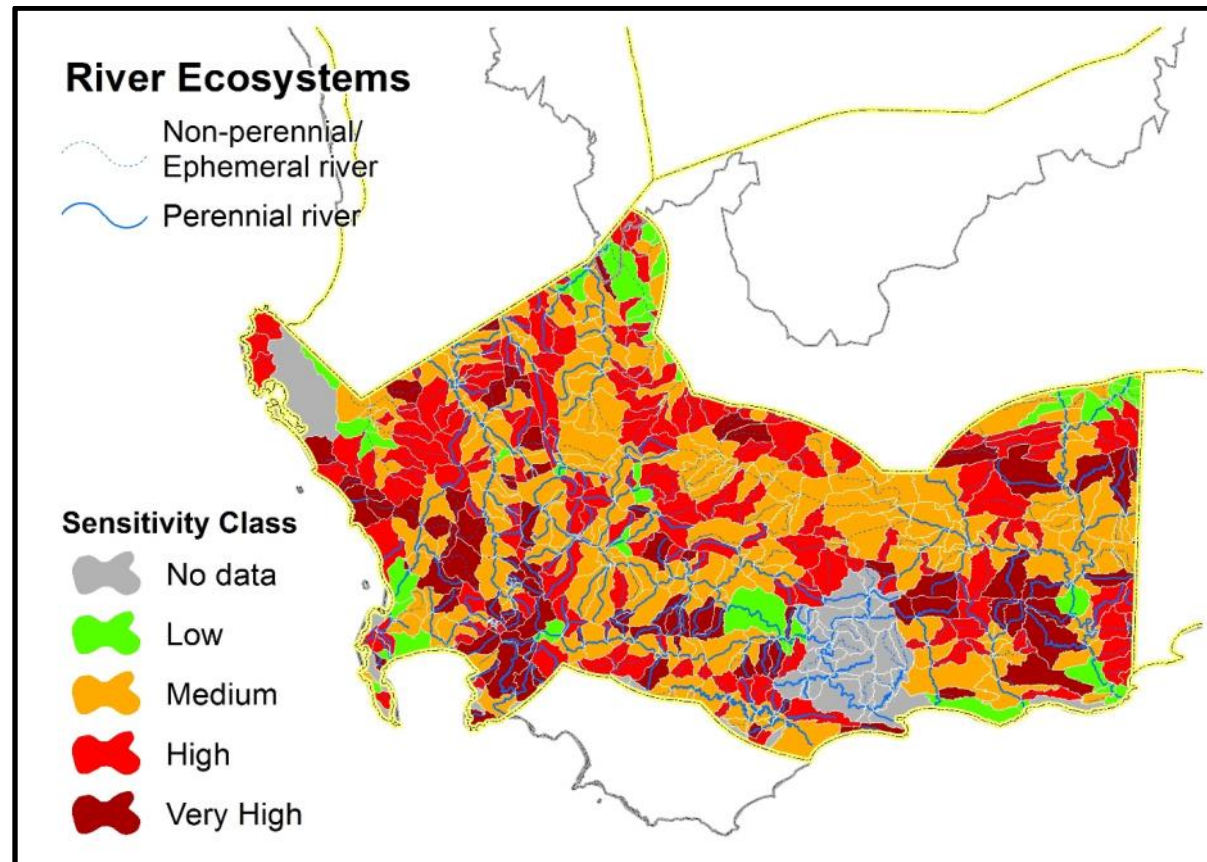 River Ecosystems
Non-perennial/
Ephemeral river
Perennial river
Sensitivity Class
No data
Low
Medium
High
Very High